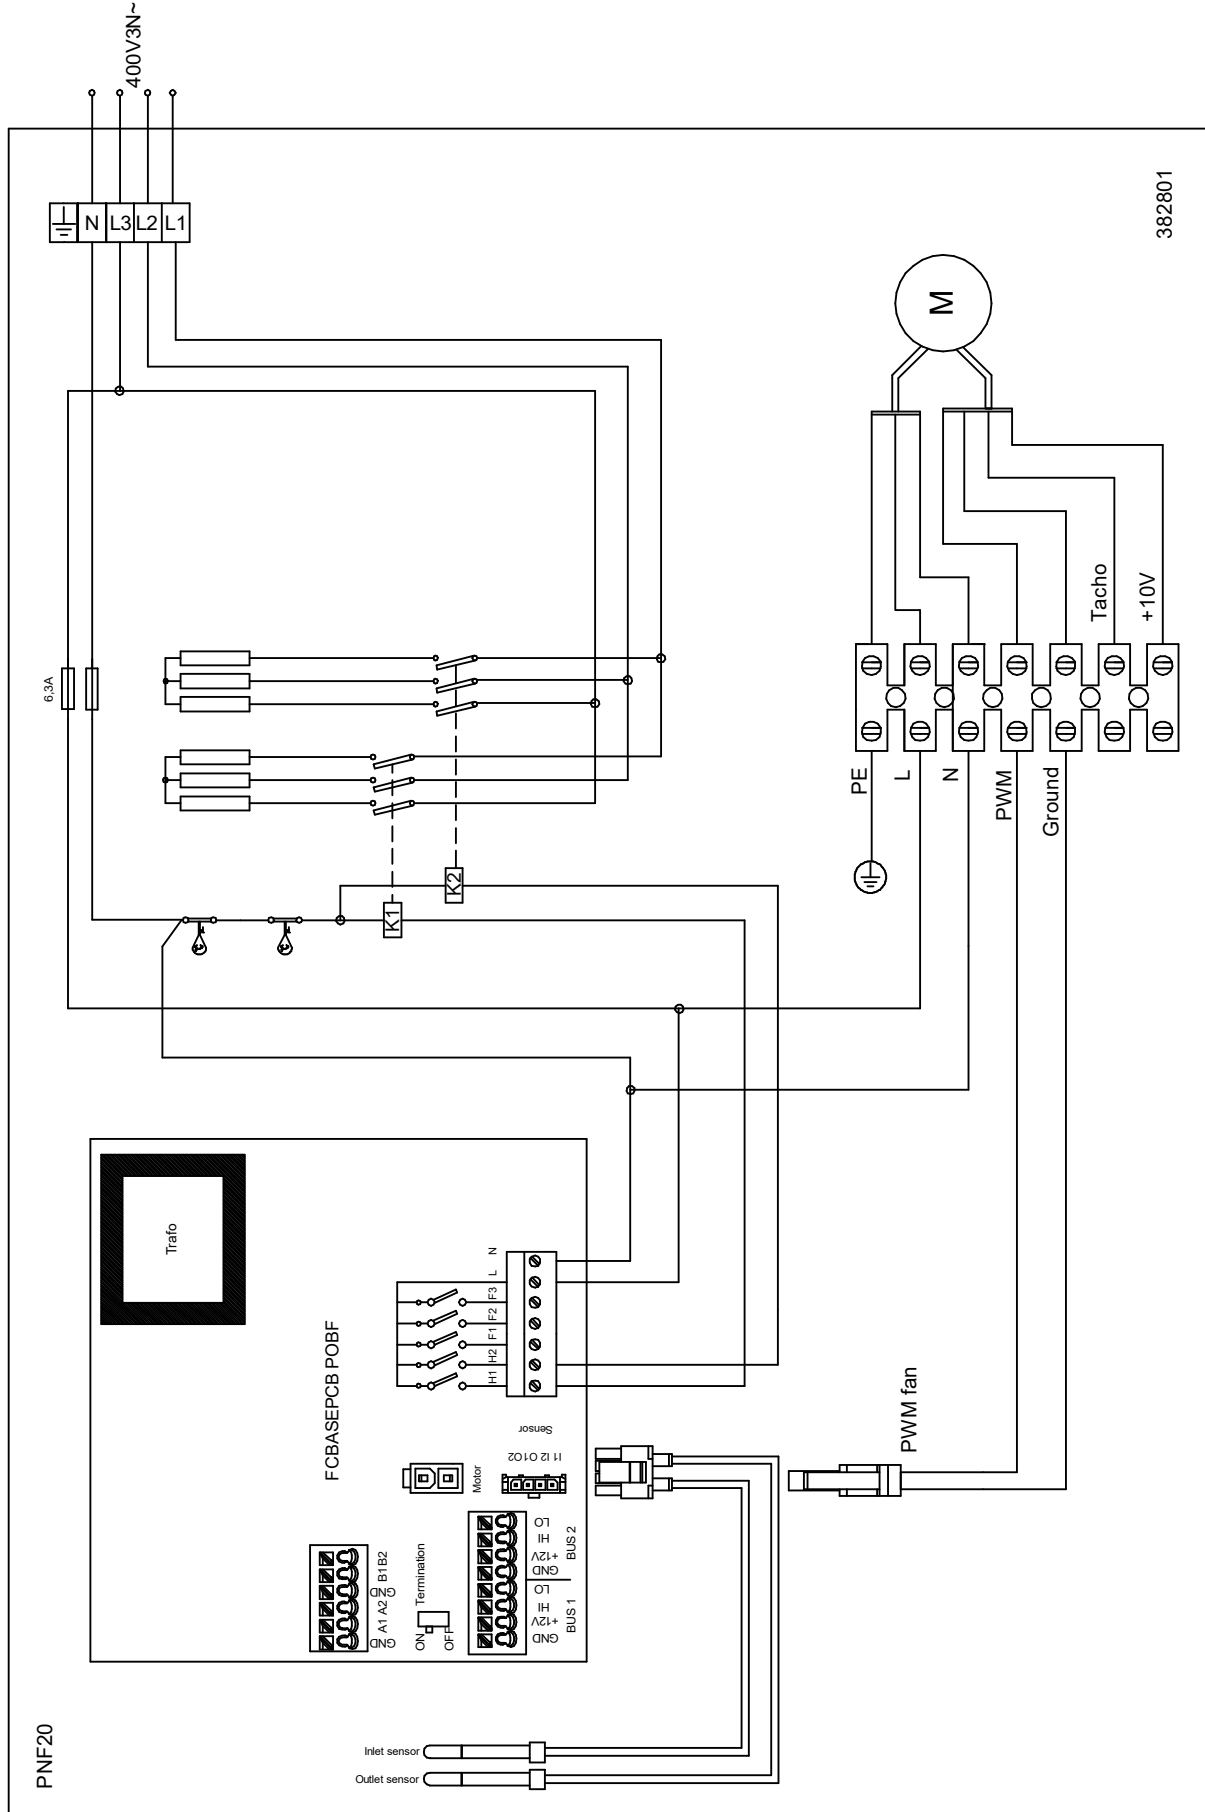 400V3N~
N L3 L2 L1
382801
M
6,3A
Tacho
+10V
PE
L
N
PWM
Ground
K1
K2
Trafo
FCBASEPCB POBF
H1 H2 F1 F2 F3 L N
Sensor
I1 I2 O1 O2
Motor
PWM fan
Termination
ON
OFF
GND A1 A2 GND B1 B2
GND +12V HI LO GND +12V HI LO
BUS 1 BUS 2
Inlet sensor
Outlet sensor
PNF20